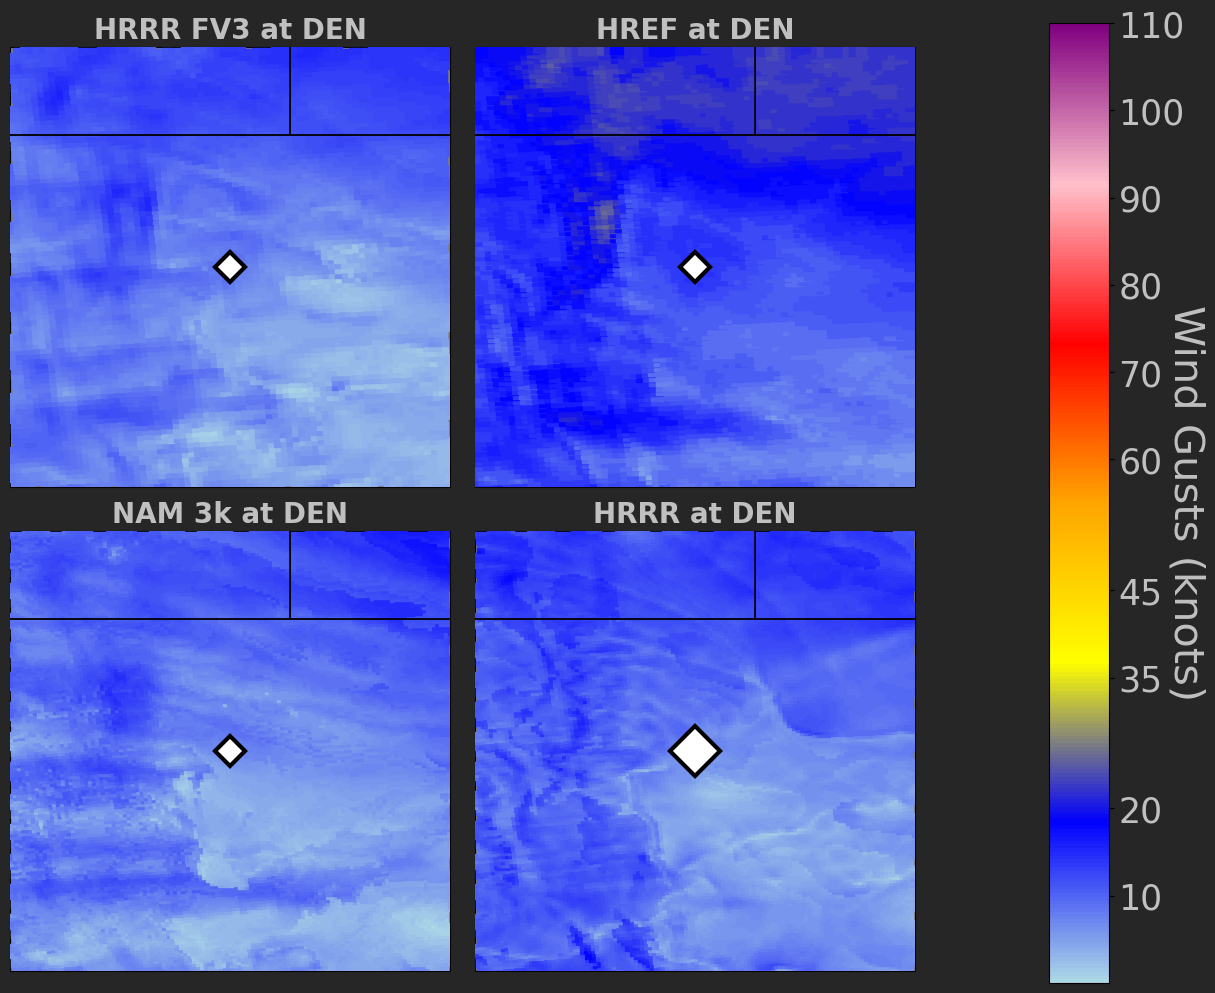 HRRR FV3 at DEN
HREF at DEN
NAM 3k at DEN
HRRR at DEN
110
100
90
80
70
60
45
35
20
10
Wind Gusts (knots)